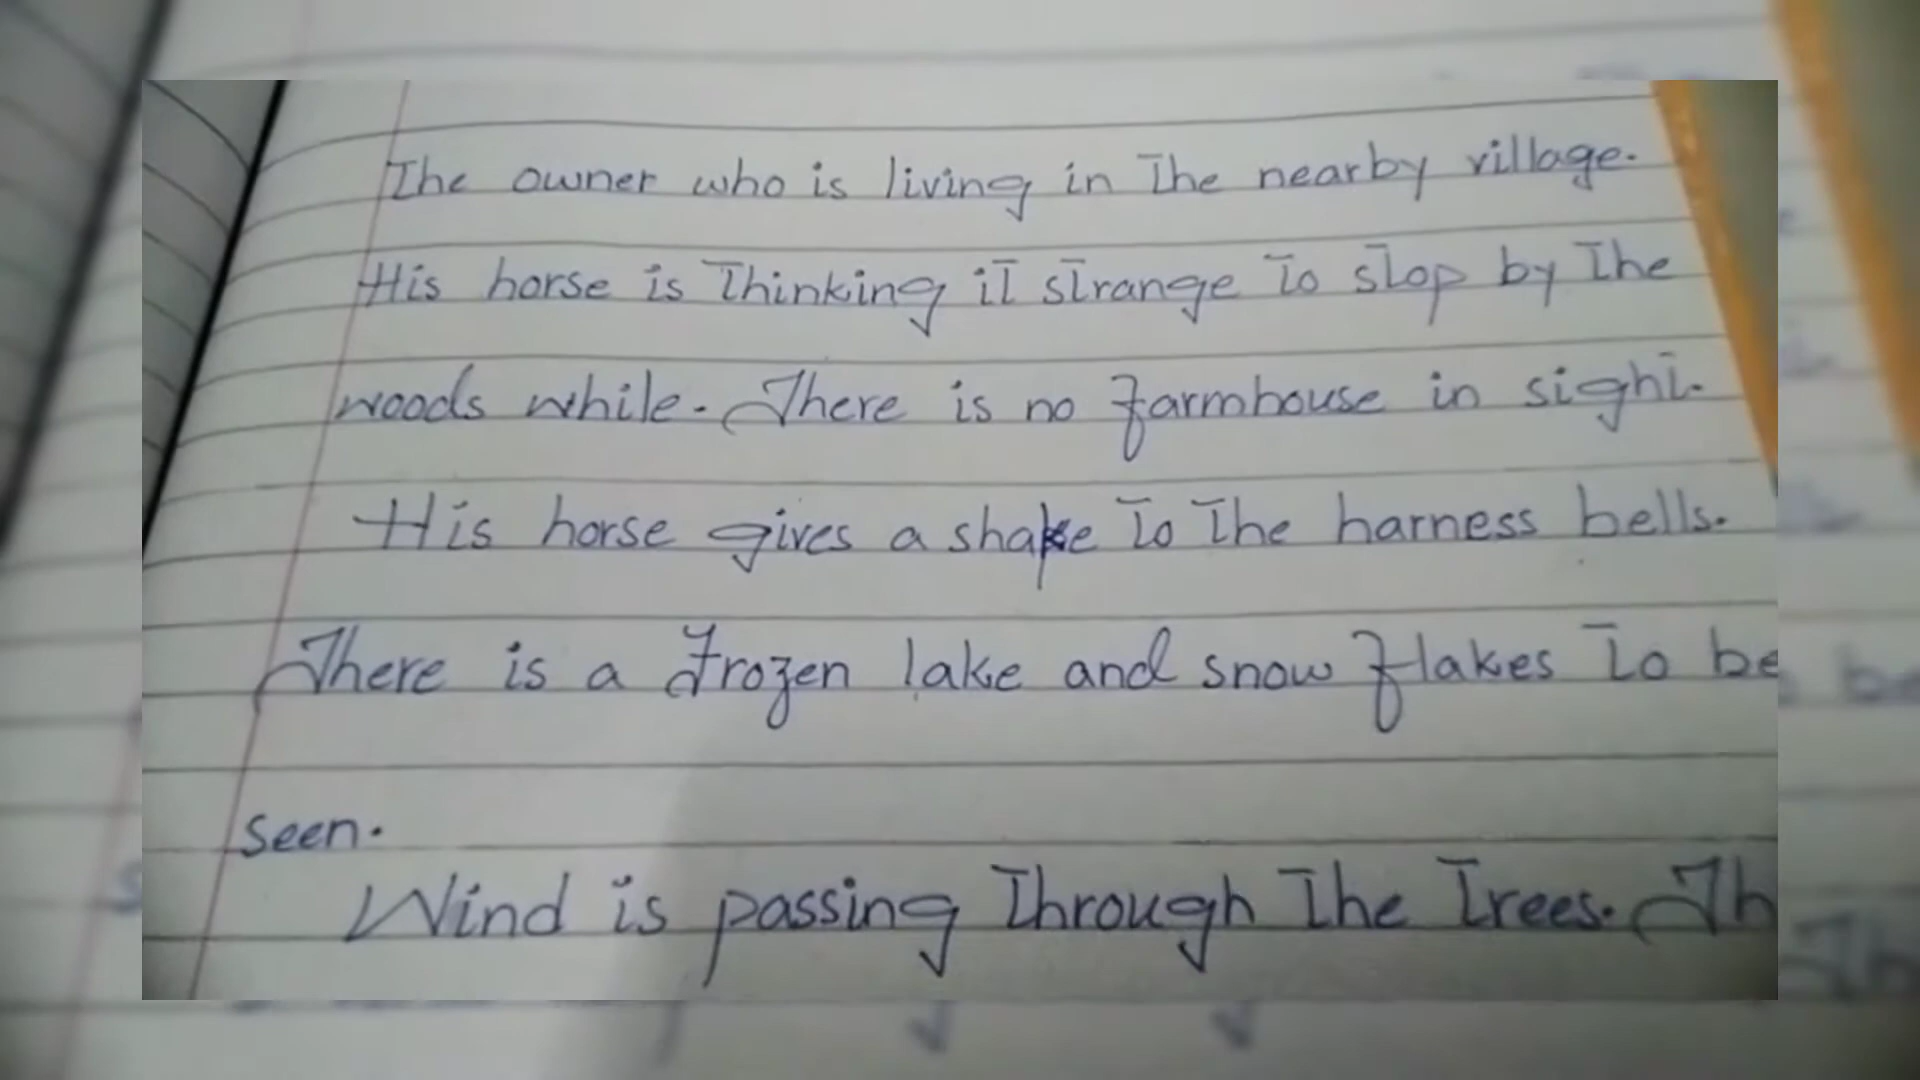 The owner who is living in the nearby village.
His horse is thinking it strange to stop by the
woods while. There is no farmhouse in sight.
His horse gives a shake to the harness bells.
There is a frozen lake and snow flakes to be
seen.
Wind is passing through the trees. Th